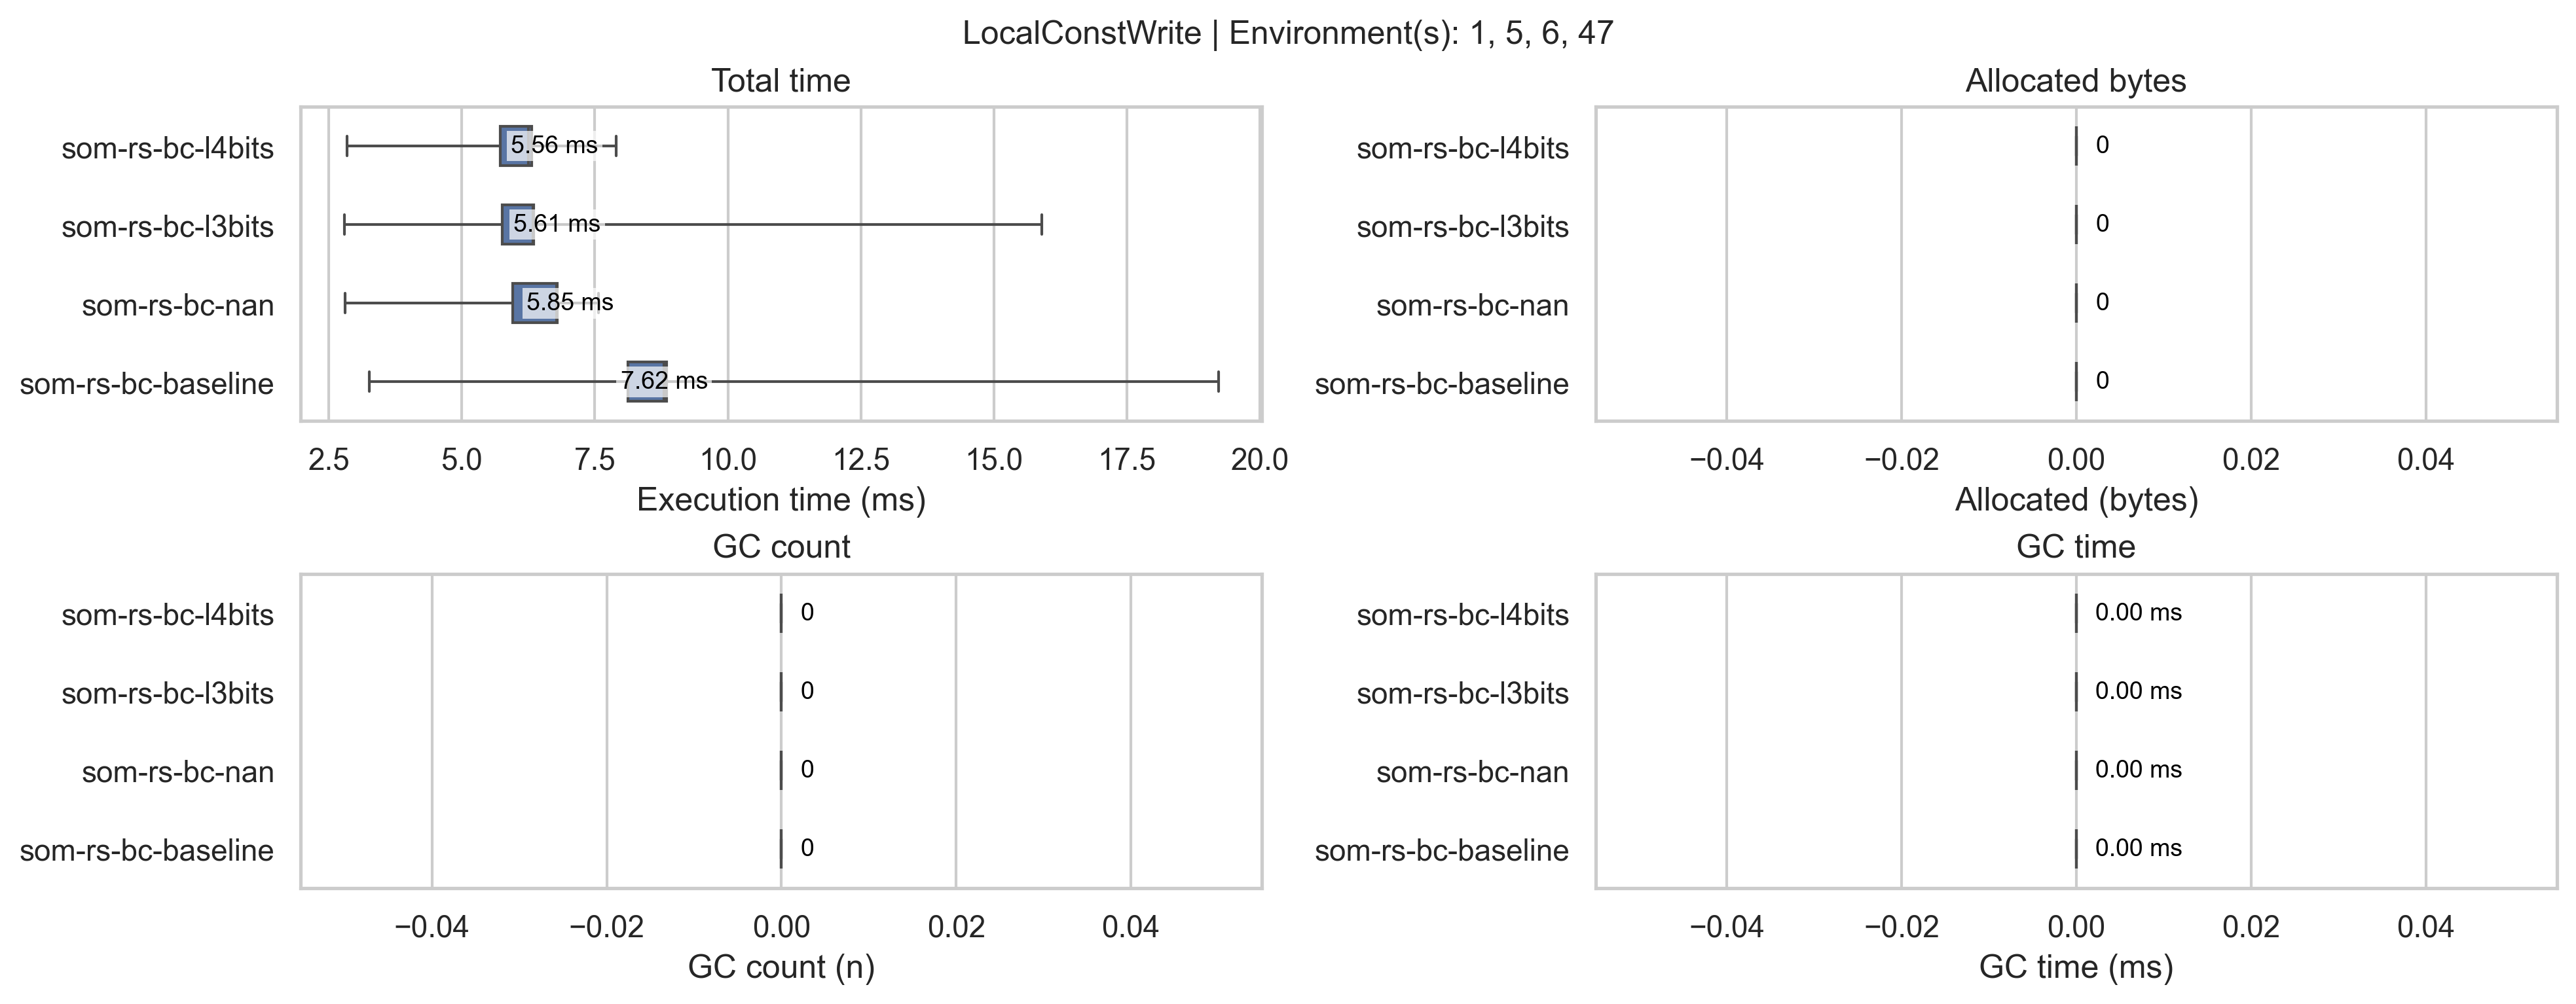 LocalConstWrite | Environment(s): 1, 5, 6, 47
Total time
som-rs-bc-l4bits
5.56 ms
som-rs-bc-l3bits
5.61 ms
som-rs-bc-nan
5.85 ms
som-rs-bc-baseline
7.62 ms
2.5 5.0 7.5 10.0 12.5 15.0 17.5 20.0
Execution time (ms)
Allocated bytes
som-rs-bc-l4bits
0
som-rs-bc-l3bits
0
som-rs-bc-nan
0
som-rs-bc-baseline
0
−0.04 −0.02 0.00 0.02 0.04
Allocated (bytes)
GC count
som-rs-bc-l4bits
0
som-rs-bc-l3bits
0
som-rs-bc-nan
0
som-rs-bc-baseline
0
−0.04 −0.02 0.00 0.02 0.04
GC count (n)
GC time
som-rs-bc-l4bits
0.00 ms
som-rs-bc-l3bits
0.00 ms
som-rs-bc-nan
0.00 ms
som-rs-bc-baseline
0.00 ms
−0.04 −0.02 0.00 0.02 0.04
GC time (ms)